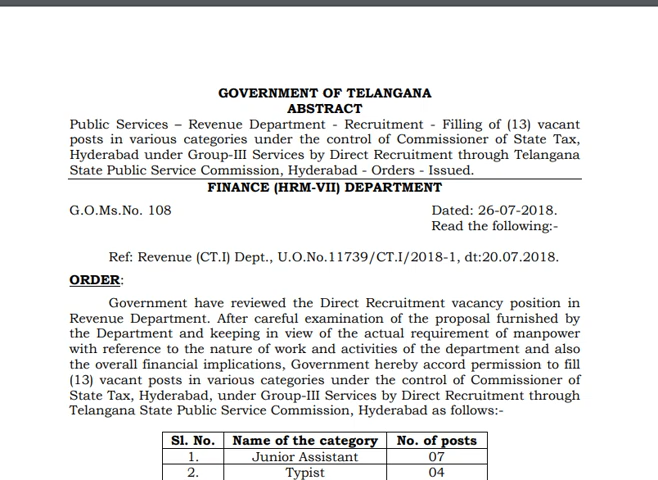 GOVERNMENT OF TELANGANA
ABSTRACT
Public Services – Revenue Department - Recruitment - Filling of (13) vacant
posts in various categories under the control of Commissioner of State Tax,
Hyderabad under Group-III Services by Direct Recruitment through Telangana
State Public Service Commission, Hyderabad - Orders - Issued.
FINANCE (HRM-VII) DEPARTMENT
G.O.Ms.No. 108 Dated: 26-07-2018.
Read the following:-
Ref: Revenue (CT.I) Dept., U.O.No.11739/CT.I/2018-1, dt:20.07.2018.
ORDER:
Government have reviewed the Direct Recruitment vacancy position in
Revenue Department. After careful examination of the proposal furnished by
the Department and keeping in view of the actual requirement of manpower
with reference to the nature of work and activities of the department and also
the overall financial implications, Government hereby accord permission to fill
(13) vacant posts in various categories under the control of Commissioner of
State Tax, Hyderabad, under Group-III Services by Direct Recruitment through
Telangana State Public Service Commission, Hyderabad as follows:-
Sl. No. Name of the category No. of posts
1. Junior Assistant 07
2. Typist 04